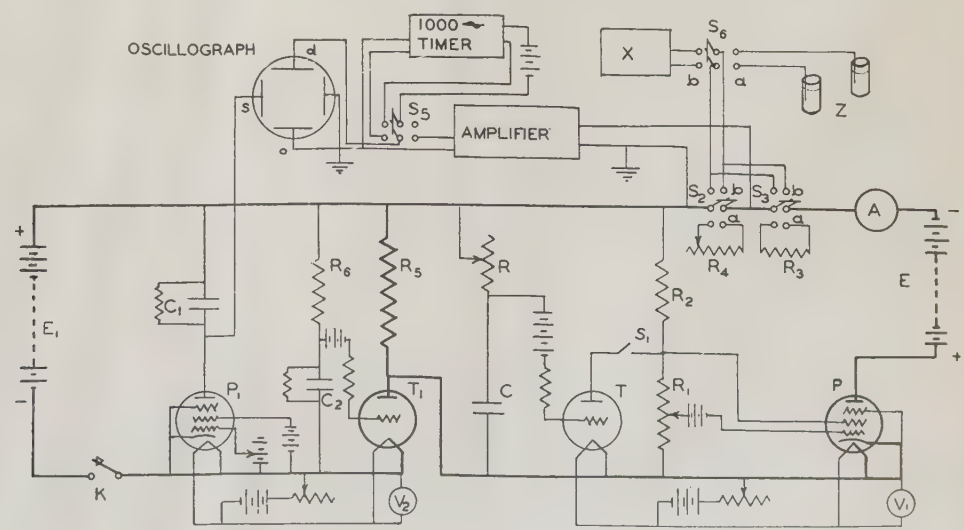 OSCILLOGRAPH
1000 ~
TIMER
d
s
o
S5
AMPLIFIER
X
S6
b
a
Z
S2
b
S3
b
a
a
A
R4
R3
+
-
E1
C1
R6
R5
R
R2
S1
E
-
+
P1
C2
T1
C
T
R1
P
K
V2
V1